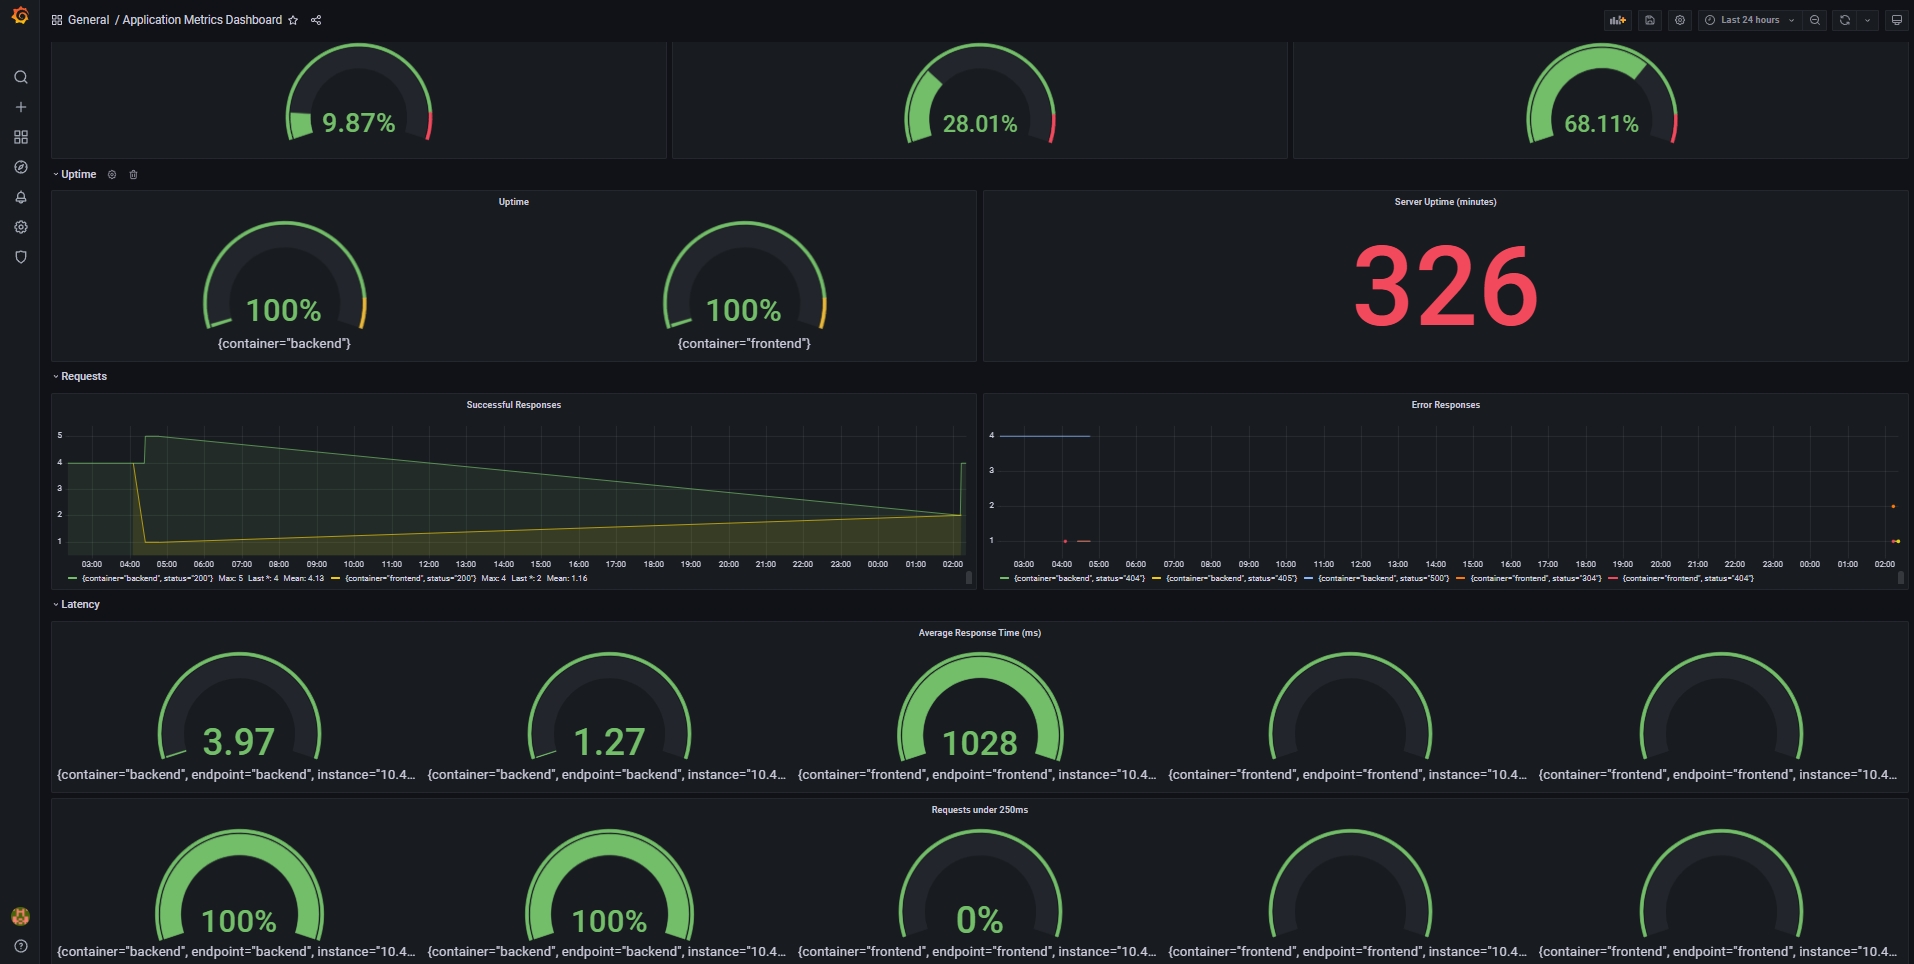 General / Application Metrics Dashboard
Last 24 hours
9.87%
28.01%
68.11%
Uptime
Uptime
100%
{container="backend"}
100%
{container="frontend"}
Server Uptime (minutes)
326
Requests
Successful Responses
5
4
3
2
1
03:00 04:00 05:00 06:00 07:00 08:00 09:00 10:00 11:00 12:00 13:00 14:00 15:00 16:00 17:00 18:00 19:00 20:00 21:00 22:00 23:00 00:00 01:00 02:00
{container="backend", status="200"} Max: 5 Last *: 4 Mean: 4.13 {container="frontend", status="200"} Max: 4 Last *: 2 Mean: 1.16
Error Responses
4
3
2
1
03:00 04:00 05:00 06:00 07:00 08:00 09:00 10:00 11:00 12:00 13:00 14:00 15:00 16:00 17:00 18:00 19:00 20:00 21:00 22:00 23:00 00:00 01:00 02:00
{container="backend", status="404"} {container="backend", status="405"} {container="backend", status="500"} {container="frontend", status="304"} {container="frontend", status="404"}
Latency
Average Response Time (ms)
3.97
1.27
1028
{container="backend", endpoint="backend", instance="10.4...
{container="backend", endpoint="backend", instance="10.4...
{container="frontend", endpoint="frontend", instance="10.4...
{container="frontend", endpoint="frontend", instance="10.4...
{container="frontend", endpoint="frontend", instance="10.4...
Requests under 250ms
100%
100%
0%
{container="backend", endpoint="backend", instance="10.4...
{container="backend", endpoint="backend", instance="10.4...
{container="frontend", endpoint="frontend", instance="10.4...
{container="frontend", endpoint="frontend", instance="10.4...
{container="frontend", endpoint="frontend", instance="10.4...